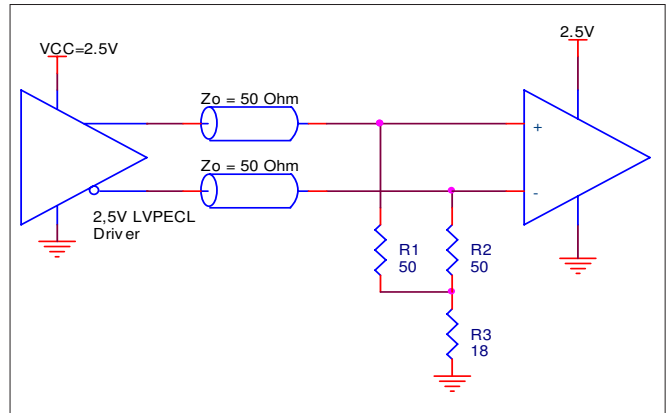 VCC=2.5V
2.5V
Zo = 50 Ohm
+
Zo = 50 Ohm
-
2,5V LVPECL
Driver
R1
50
R2
50
R3
18